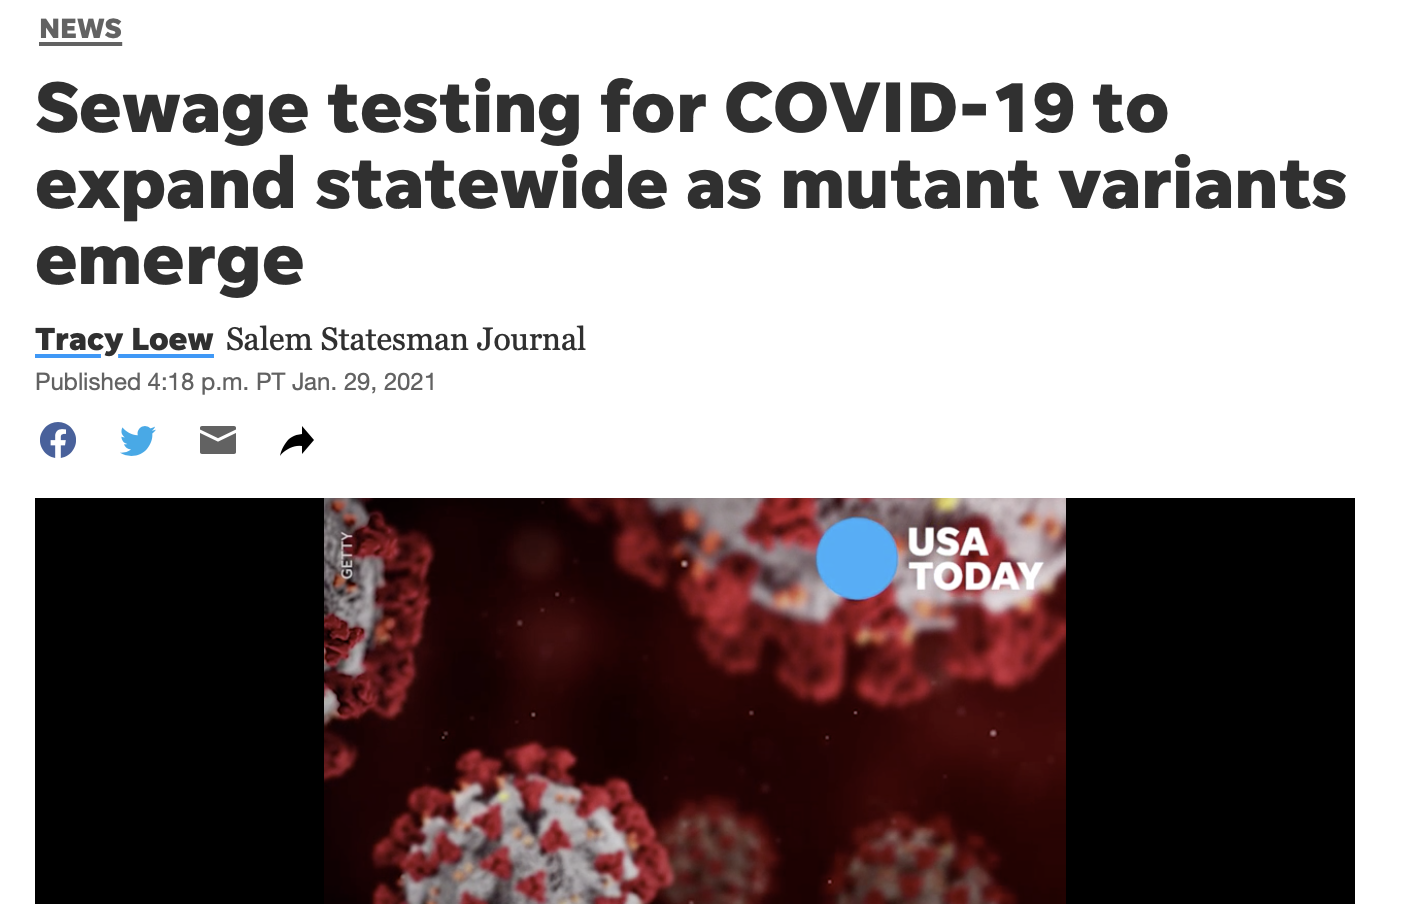 NEWS
Sewage testing for COVID-19 to
expand statewide as mutant variants
emerge
Tracy Loew Salem Statesman Journal
Published 4:18 p.m. PT Jan. 29, 2021
GETTY
USA
TODAY